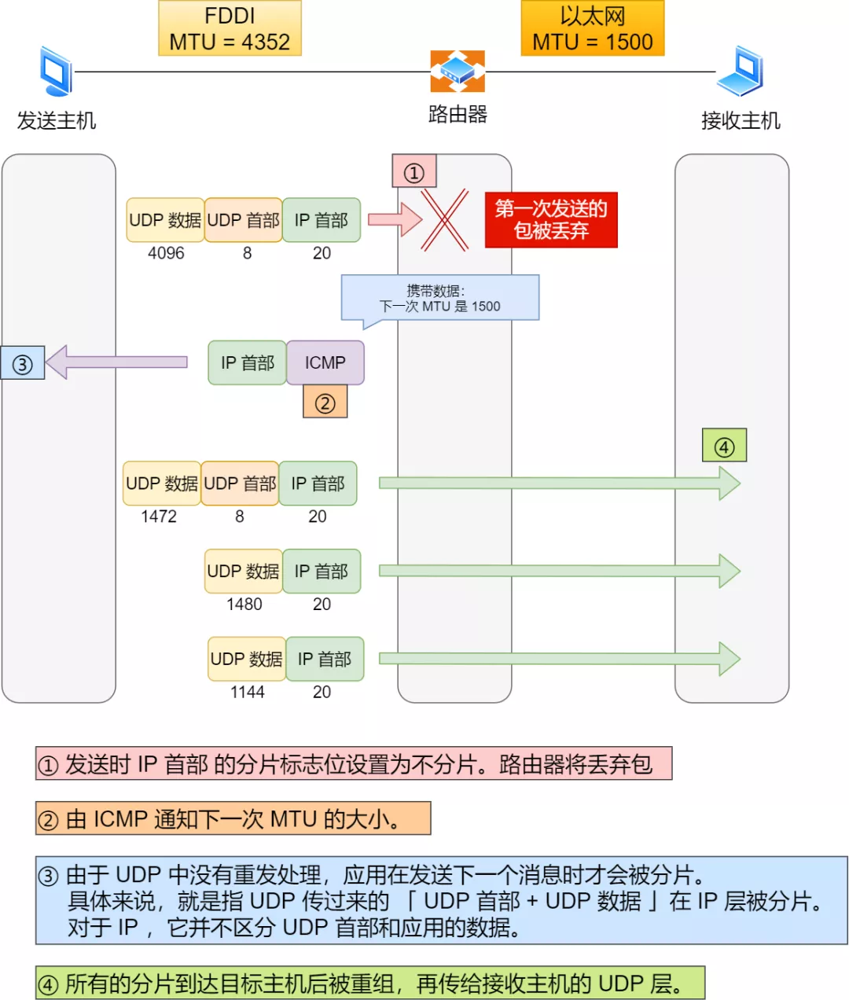 FDDI
MTU = 4352
以太网
MTU = 1500
发送主机
路由器
接收主机
①
UDP 数据 UDP 首部 IP 首部
4096 8 20
第一次发送的
包被丢弃
携带数据：
下一次 MTU 是 1500
③
IP 首部 ICMP
②
④
UDP 数据 UDP 首部 IP 首部
1472 8 20
UDP 数据 IP 首部
1480 20
UDP 数据 IP 首部
1144 20
① 发送时 IP 首部 的分片标志位设置为不分片。路由器将丢弃包
② 由 ICMP 通知下一次 MTU 的大小。
③ 由于 UDP 中没有重发处理，应用在发送下一个消息时才会被分片。
具体来说，就是指 UDP 传过来的 「 UDP 首部 + UDP 数据 」在 IP 层被分片。
对于 IP ，它并不区分 UDP 首部和应用的数据。
④ 所有的分片到达目标主机后被重组，再传给接收主机的 UDP 层。